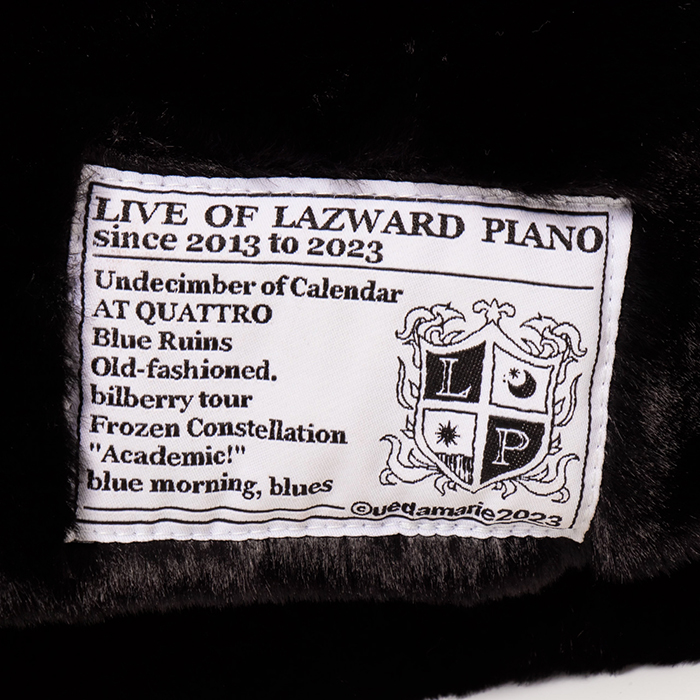 LIVE OF LAZWARD PIANO
since 2013 to 2023
Undecimber of Calendar
AT QUATTRO
Blue Ruins
Old-fashioned.
bilberry tour
Frozen Constellation
"Academic!"
blue morning, blues
L
P
©uedamarie2023